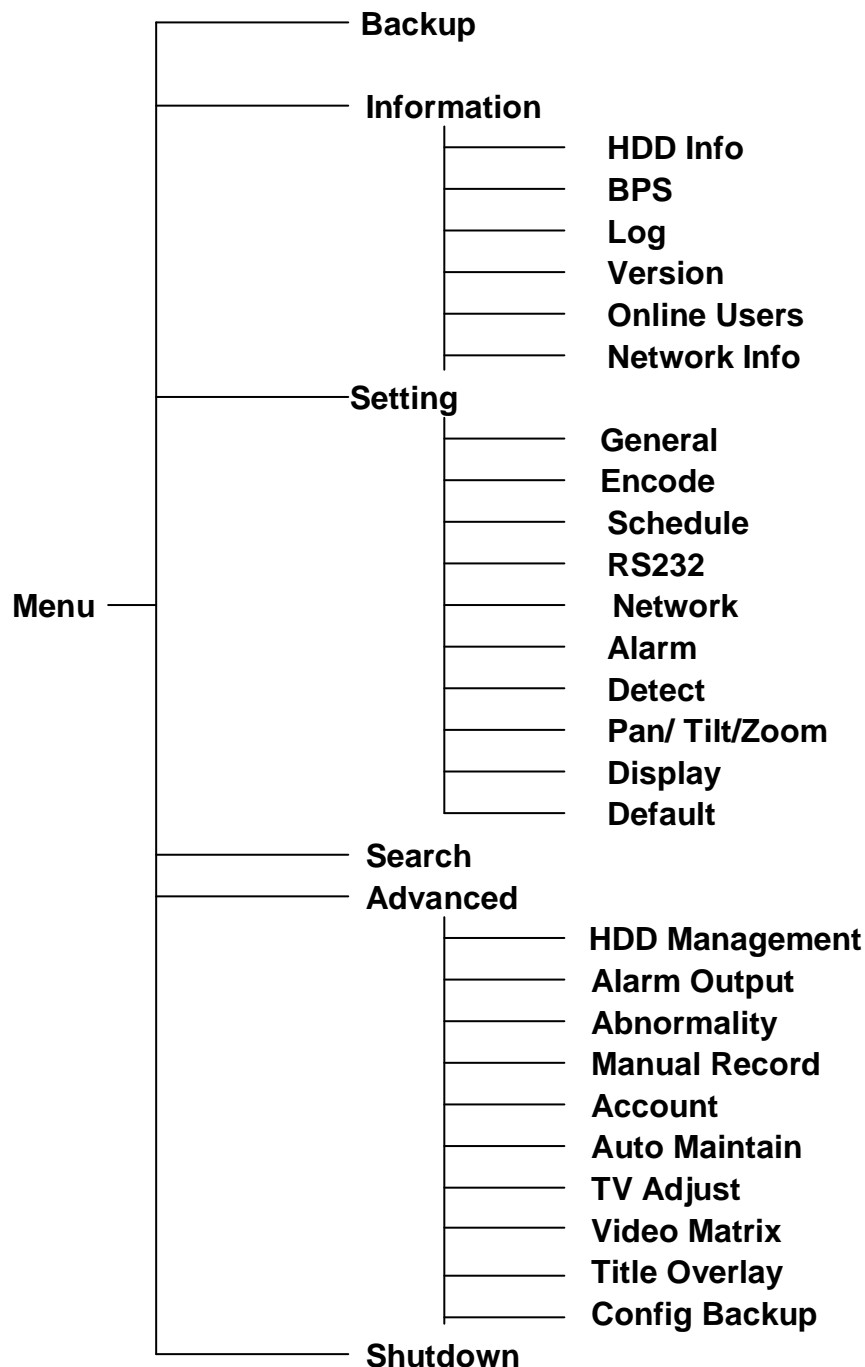 Backup
Information
HDD Info
BPS
Log
Version
Online Users
Network Info
Setting
General
Encode
Schedule
RS232
Menu
Network
Alarm
Detect
Pan/ Tilt/Zoom
Display
Default
Search
Advanced
HDD Management
Alarm Output
Abnormality
Manual Record
Account
Auto Maintain
TV Adjust
Video Matrix
Title Overlay
Config Backup
Shutdown